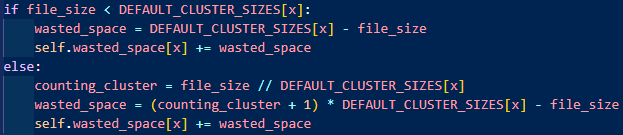 if file_size < DEFAULT_CLUSTER_SIZES[x]:
    wasted_space = DEFAULT_CLUSTER_SIZES[x] - file_size
    self.wasted_space[x] += wasted_space
else:
    counting_cluster = file_size // DEFAULT_CLUSTER_SIZES[x]
    wasted_space = (counting_cluster + 1) * DEFAULT_CLUSTER_SIZES[x] - file_size
    self.wasted_space[x] += wasted_space